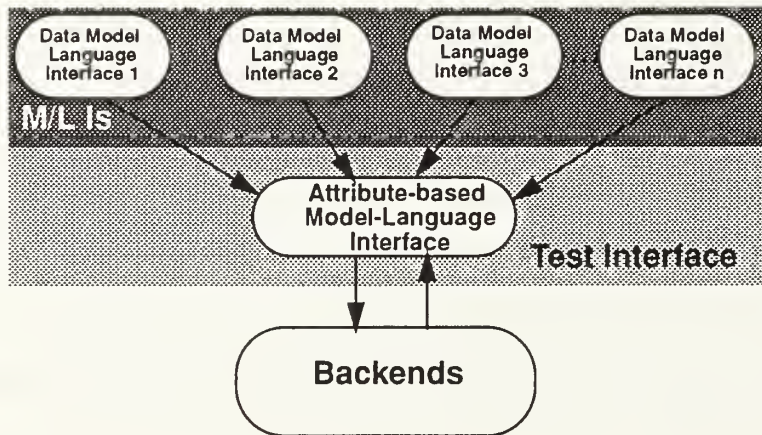 Data Model
Language
Interface 1
Data Model
Language
Interface 2
Data Model
Language
Interface 3
...
Data Model
Language
Interface n
M/L Is
Attribute-based
Model-Language
Interface
Test Interface
Backends